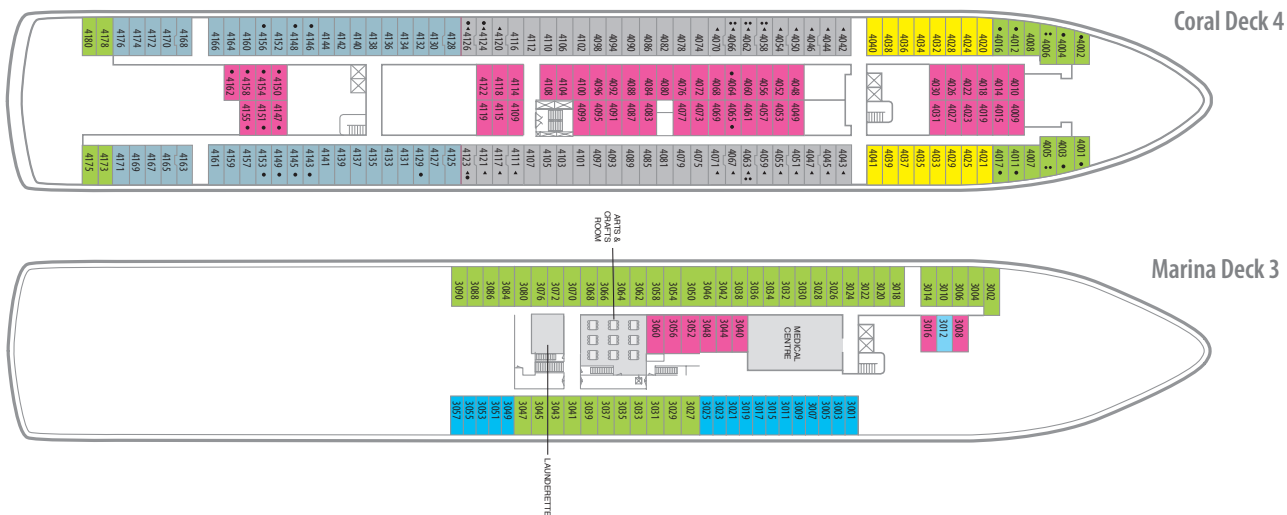 Coral Deck 4
4180 4178 4176 4174 4172 4170 4168 4166 4164 4160 4156 4152 4148 4146 4144 4142 4140 4138 4136 4134 4132 4130 4128 4126 4124 4120 4116 4112 4110 4106 4102 4098 4094 4090 4086 4082 4078 4074 4070 4066 4062 4058 4054 4050 4046 4044 4042 4040 4038 4036 4034 4032 4028 4024 4020 4016 4012 4008 4006 4004 4002
4162 4158 4154 4150 4122 4118 4114 4108 4104 4100 4096 4092 4088 4084 4080 4076 4072 4068 4064 4060 4056 4052 4048 4030 4026 4022 4018 4014 4010
4155 4151 4147 4119 4115 4109 4099 4095 4091 4087 4083 4077 4073 4069 4065 4061 4057 4053 4049 4031 4027 4023 4019 4015 4009
4175 4173 4171 4169 4167 4165 4163 4161 4159 4157 4153 4149 4145 4143 4141 4139 4137 4135 4133 4131 4129 4127 4125 4123 4121 4117 4111 4107 4105 4103 4101 4097 4093 4089 4085 4081 4079 4075 4071 4067 4063 4059 4055 4051 4047 4045 4043 4041 4039 4037 4035 4033 4029 4025 4021 4017 4011 4007 4005 4003 4001
ARTS &
CRAFTS
ROOM
Marina Deck 3
3090 3088 3086 3084 3080 3076 3072 3070 3068 3066 3064 3062 3058 3054 3050 3046 3042 3038 3036 3034 3032 3030 3028 3026 3024 3022 3020 3018 3014 3010 3006 3004 3002
3060 3056 3052 3048 3044 3040
MEDICAL
CENTRE
3016 3012 3008
3057 3055 3053 3051 3049 3047 3045 3043 3041 3039 3037 3035 3033 3031 3029 3027 3025 3023 3021 3019 3017 3015 3011 3009 3007 3005 3003 3001
LAUNDERETTE